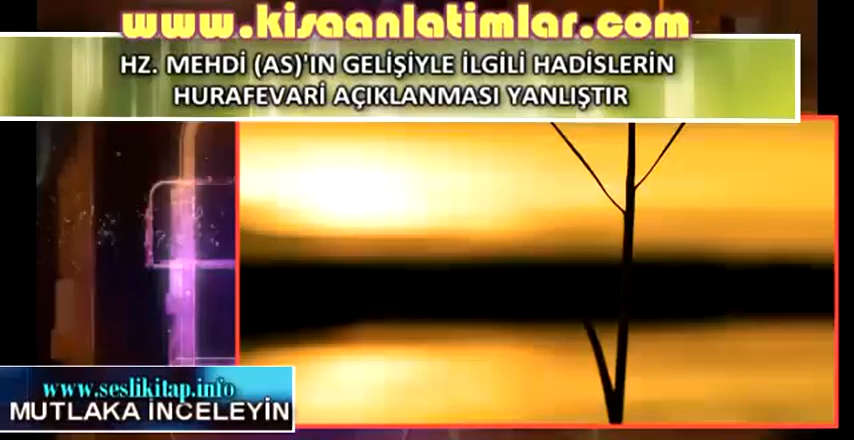 www.kisaanlatimlar.com
HZ. MEHDİ (AS)'IN GELİŞİYLE İLGİLİ HADİSLERİN
HURAFEVARİ AÇIKLANMASI YANLIŞTIR
www.seslikitap.info
MUTLAKA İNCELEYİN